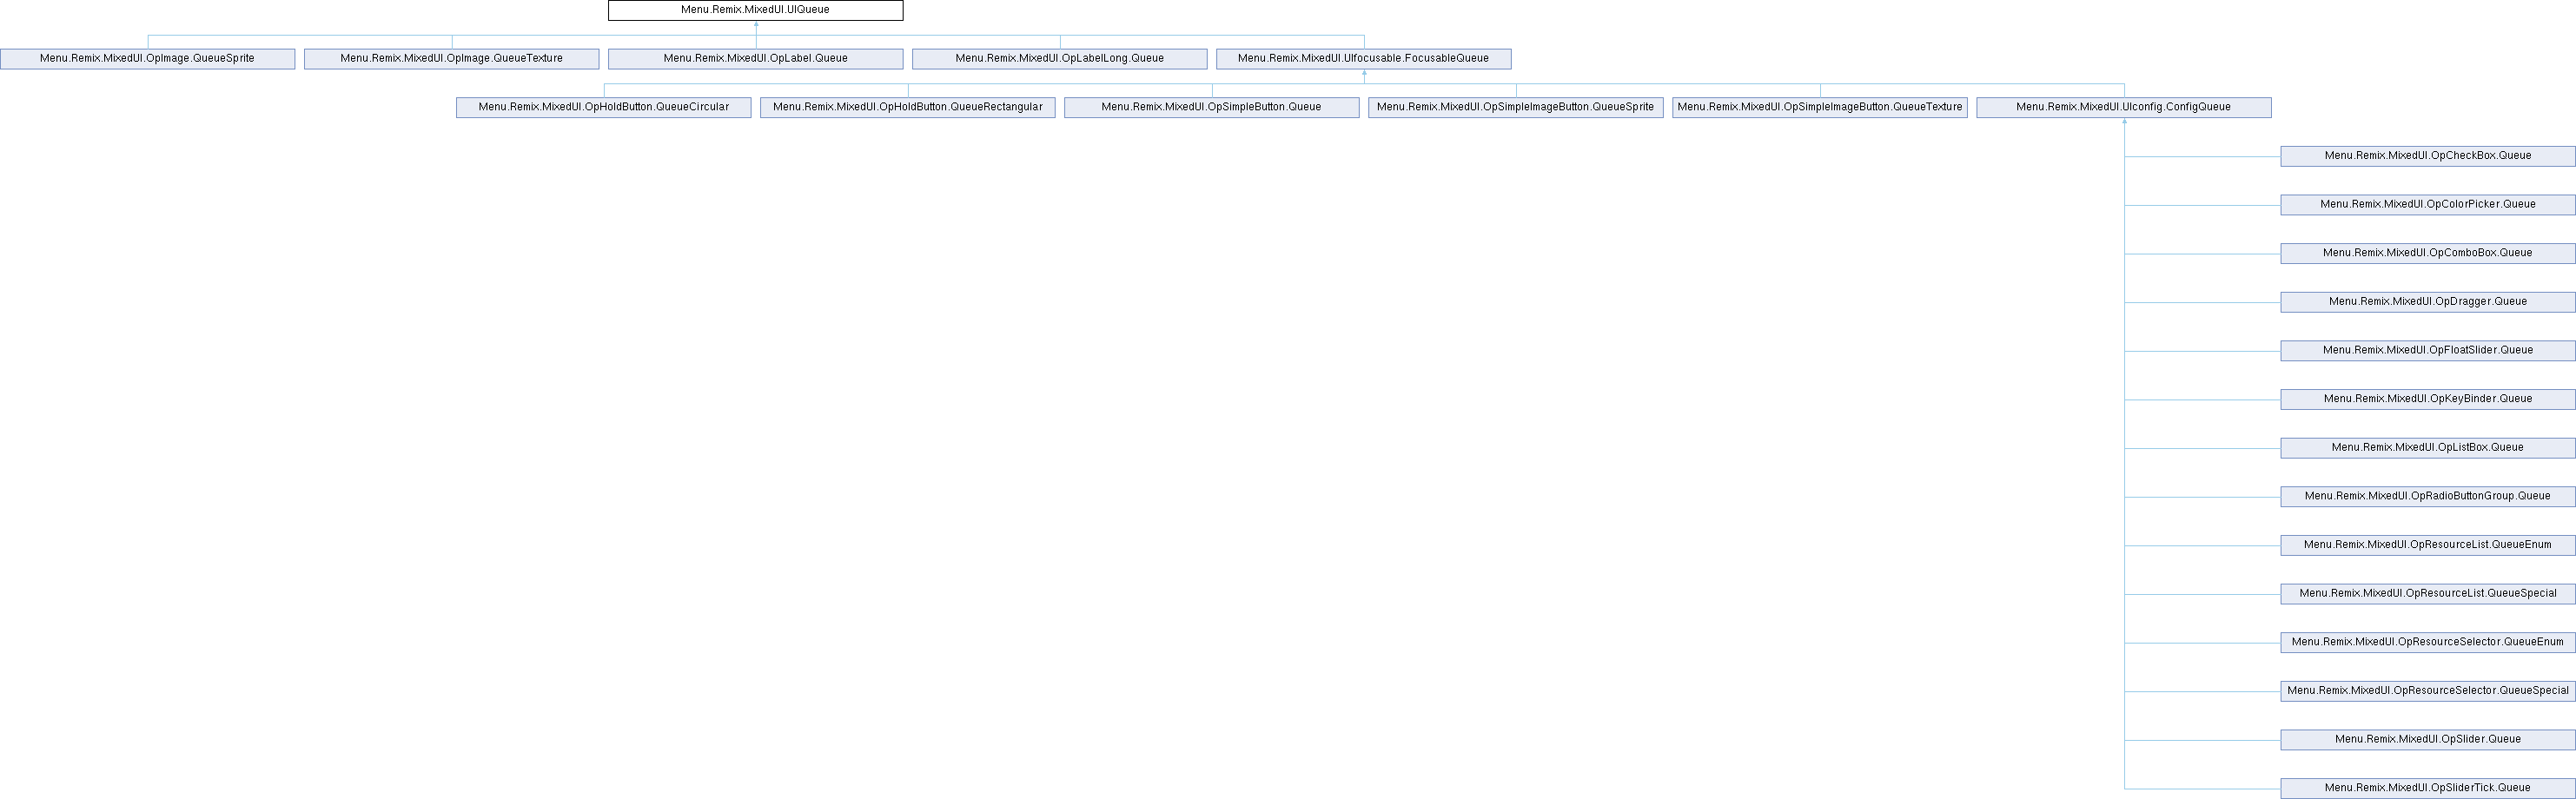 Menu.Remix.MixedUI.UIQueue
Menu.Remix.MixedUI.OpImage.QueueSprite
Menu.Remix.MixedUI.OpImage.QueueTexture
Menu.Remix.MixedUI.OpLabel.Queue
Menu.Remix.MixedUI.OpLabelLong.Queue
Menu.Remix.MixedUI.UIfocusable.FocusableQueue
Menu.Remix.MixedUI.OpHoldButton.QueueCircular
Menu.Remix.MixedUI.OpHoldButton.QueueRectangular
Menu.Remix.MixedUI.OpSimpleButton.Queue
Menu.Remix.MixedUI.OpSimpleImageButton.QueueSprite
Menu.Remix.MixedUI.OpSimpleImageButton.QueueTexture
Menu.Remix.MixedUI.UIconfig.ConfigQueue
Menu.Remix.MixedUI.OpCheckBox.Queue
Menu.Remix.MixedUI.OpColorPicker.Queue
Menu.Remix.MixedUI.OpComboBox.Queue
Menu.Remix.MixedUI.OpDragger.Queue
Menu.Remix.MixedUI.OpFloatSlider.Queue
Menu.Remix.MixedUI.OpKeyBinder.Queue
Menu.Remix.MixedUI.OpListBox.Queue
Menu.Remix.MixedUI.OpRadioButtonGroup.Queue
Menu.Remix.MixedUI.OpResourceList.QueueEnum
Menu.Remix.MixedUI.OpResourceList.QueueSpecial
Menu.Remix.MixedUI.OpResourceSelector.QueueEnum
Menu.Remix.MixedUI.OpResourceSelector.QueueSpecial
Menu.Remix.MixedUI.OpSlider.Queue
Menu.Remix.MixedUI.OpSliderTick.Queue